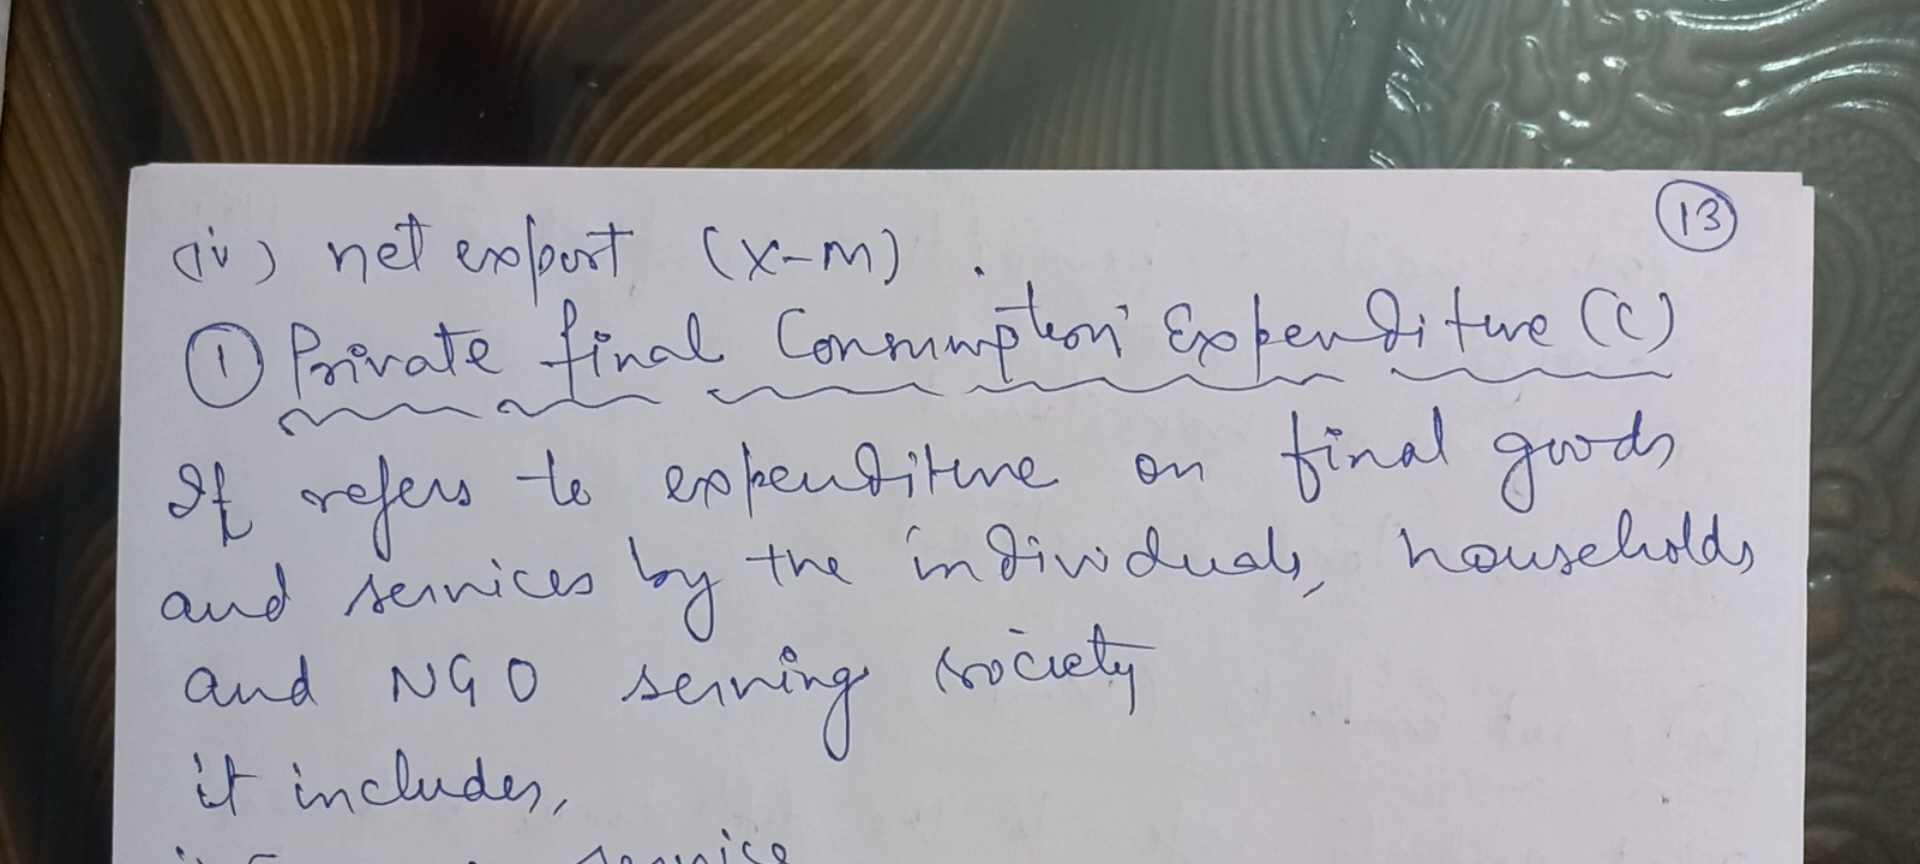 13
(iv) net export (X-M).
① Private final Consumption Expenditure (C)
It refers to expenditure on final goods
and services by the individuals, households
and NGO serving society
it includes,
service